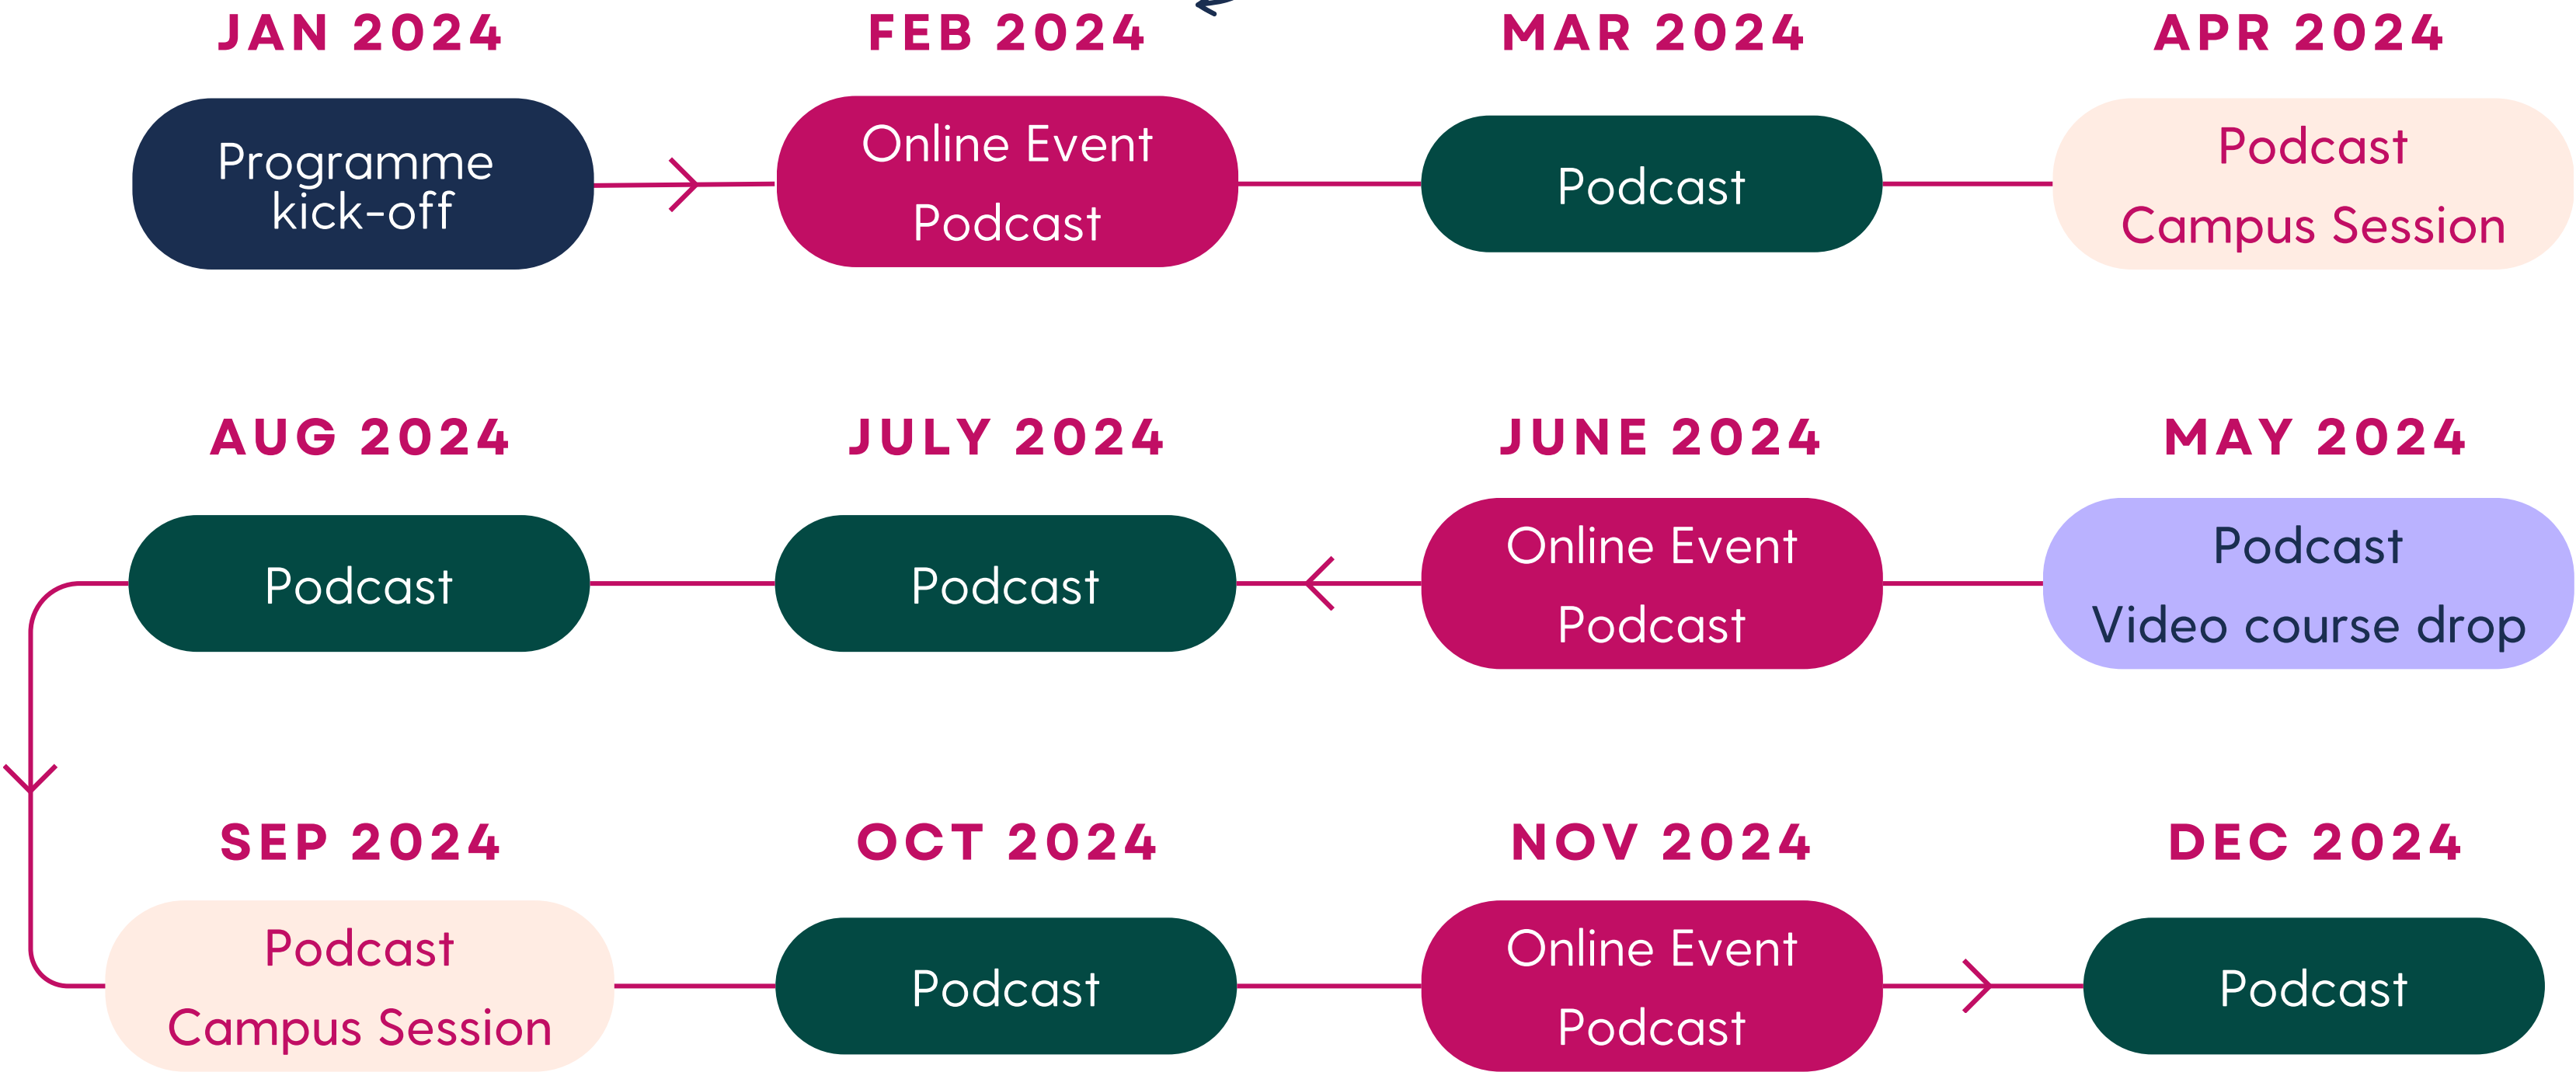 JAN 2024
FEB 2024
MAR 2024
APR 2024
Programme
kick-off
Online Event
Podcast
Podcast
Podcast
Campus Session
AUG 2024
JULY 2024
JUNE 2024
MAY 2024
Podcast
Podcast
Online Event
Podcast
Podcast
Video course drop
SEP 2024
OCT 2024
NOV 2024
DEC 2024
Podcast
Campus Session
Podcast
Online Event
Podcast
Podcast